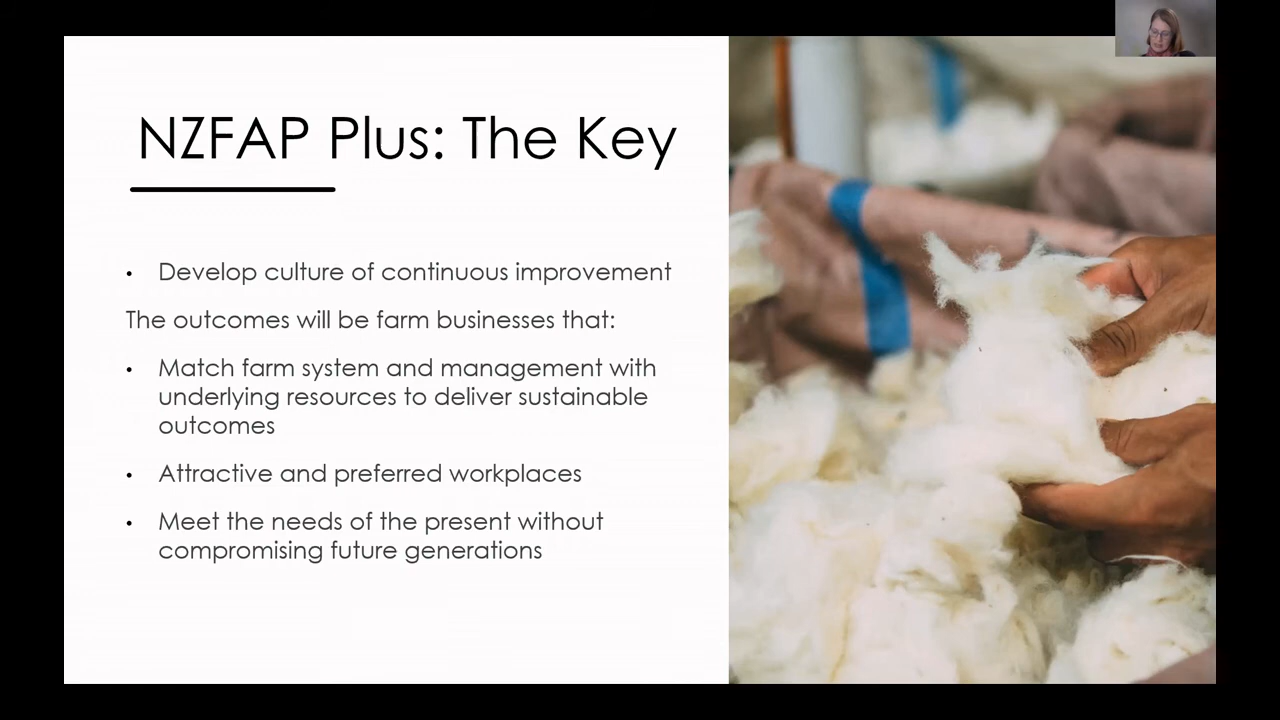 NZFAP Plus: The Key
• Develop culture of continuous improvement
The outcomes will be farm businesses that:
• Match farm system and management with
underlying resources to deliver sustainable
outcomes
• Attractive and preferred workplaces
• Meet the needs of the present without
compromising future generations